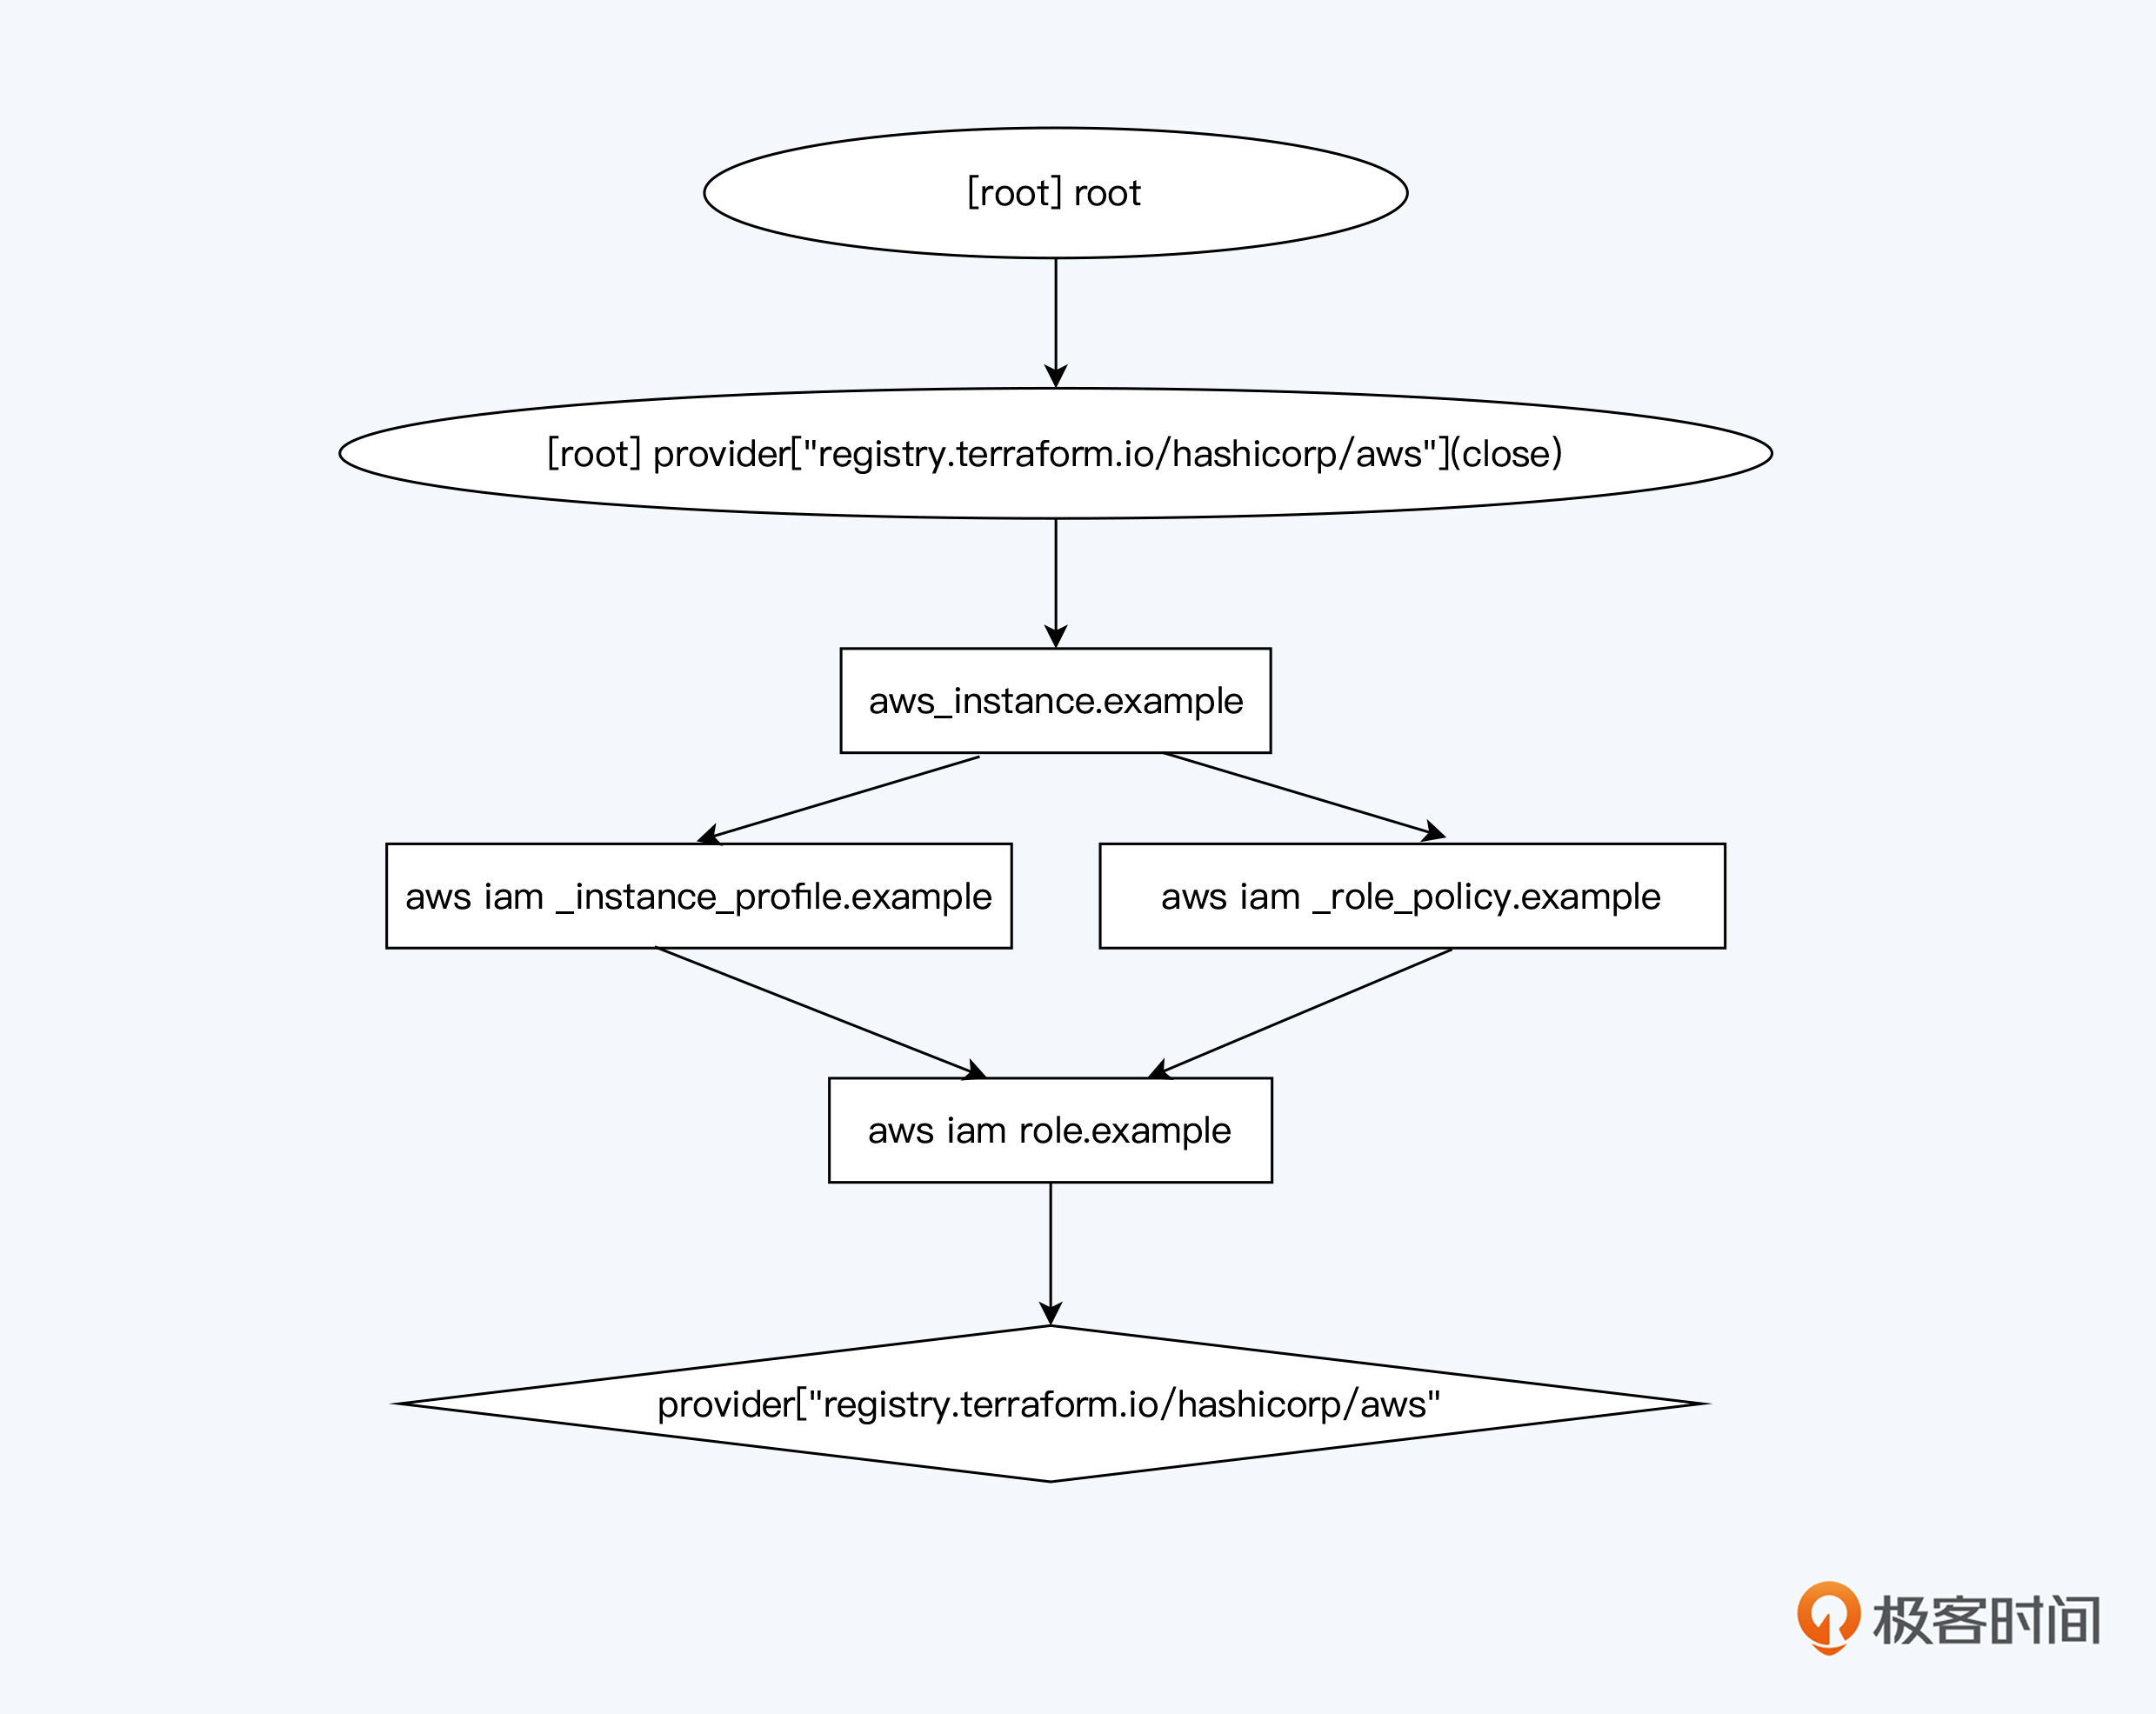 [root] root
[root] provider["registry.terraform.io/hashicorp/aws"](close)
aws_instance.example
aws iam _instance_profile.example
aws iam _role_policy.example
aws iam role.example
provider["registry.terraform.io/hashicorp/aws"
极客时间